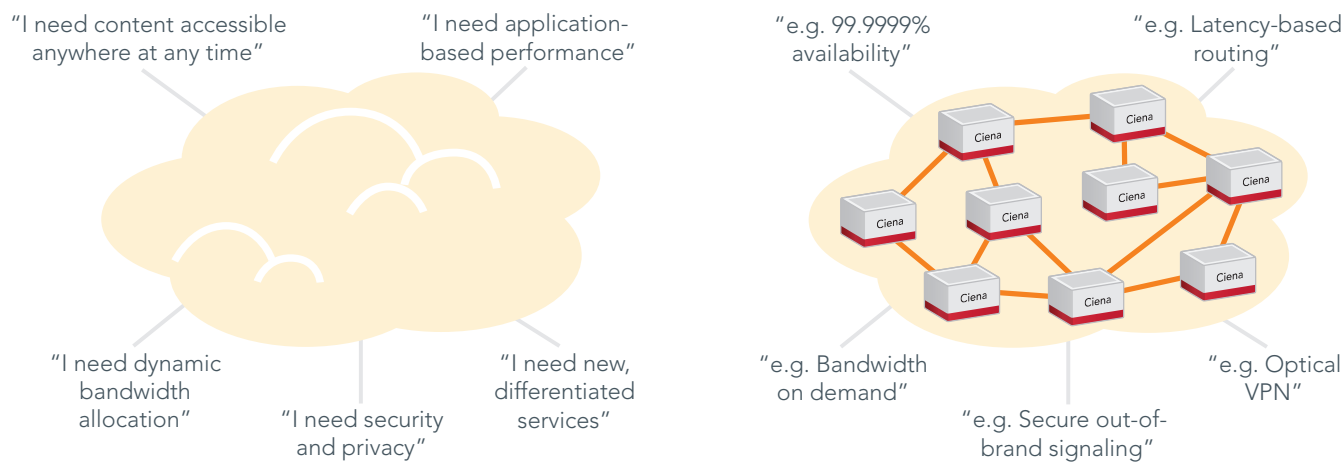 “I need content accessible
anywhere at any time”
“I need application-
based performance”
“I need dynamic
bandwidth
allocation”
“I need security
and privacy”
“I need new,
differentiated
services”
“e.g. 99.9999%
availability”
“e.g. Latency-based
routing”
Ciena
Ciena
Ciena
Ciena
Ciena
Ciena
Ciena
Ciena
Ciena
“e.g. Bandwidth
on demand”
“e.g. Secure out-of-
brand signaling”
“e.g. Optical
VPN”